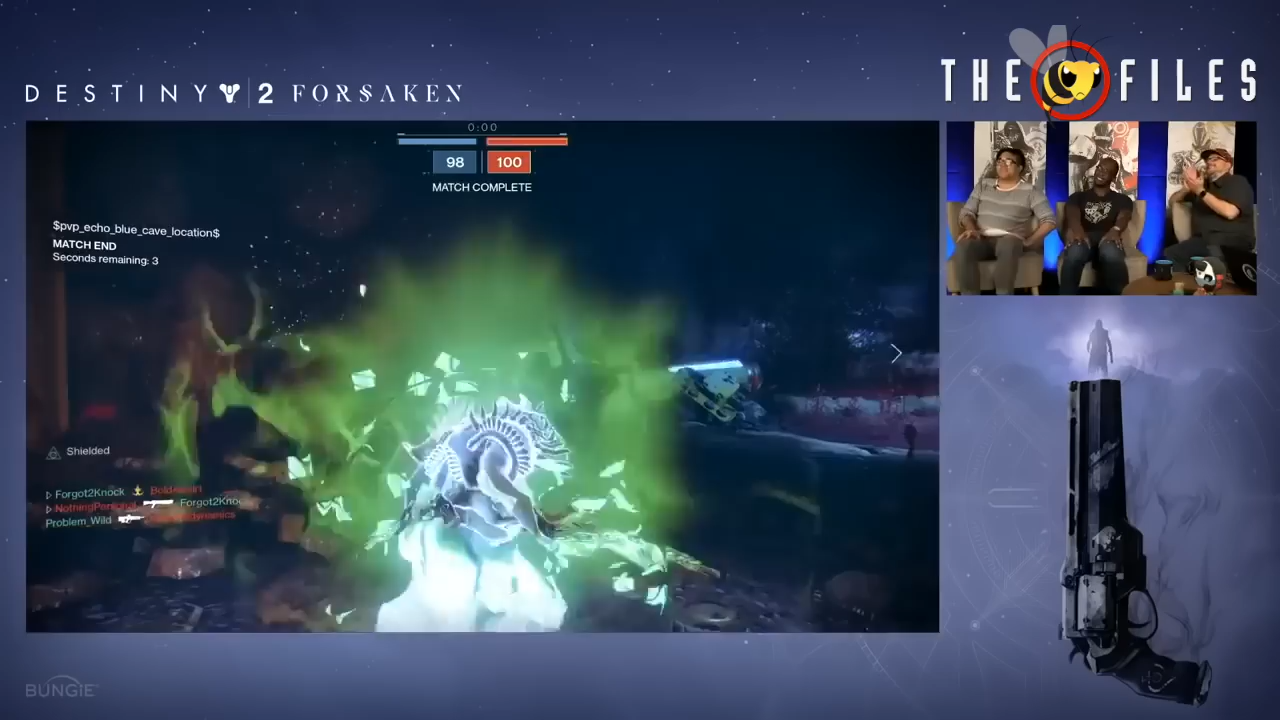 DESTINY 2 FORSAKEN
THE FILES
0:00
98 100
MATCH COMPLETE
$pvp_echo_blue_cave_location$
MATCH END
Seconds remaining: 3
Shielded
Forgot2Knock
NothingPersonal Forgot2Kno
Problem_Wild
BUNGIE